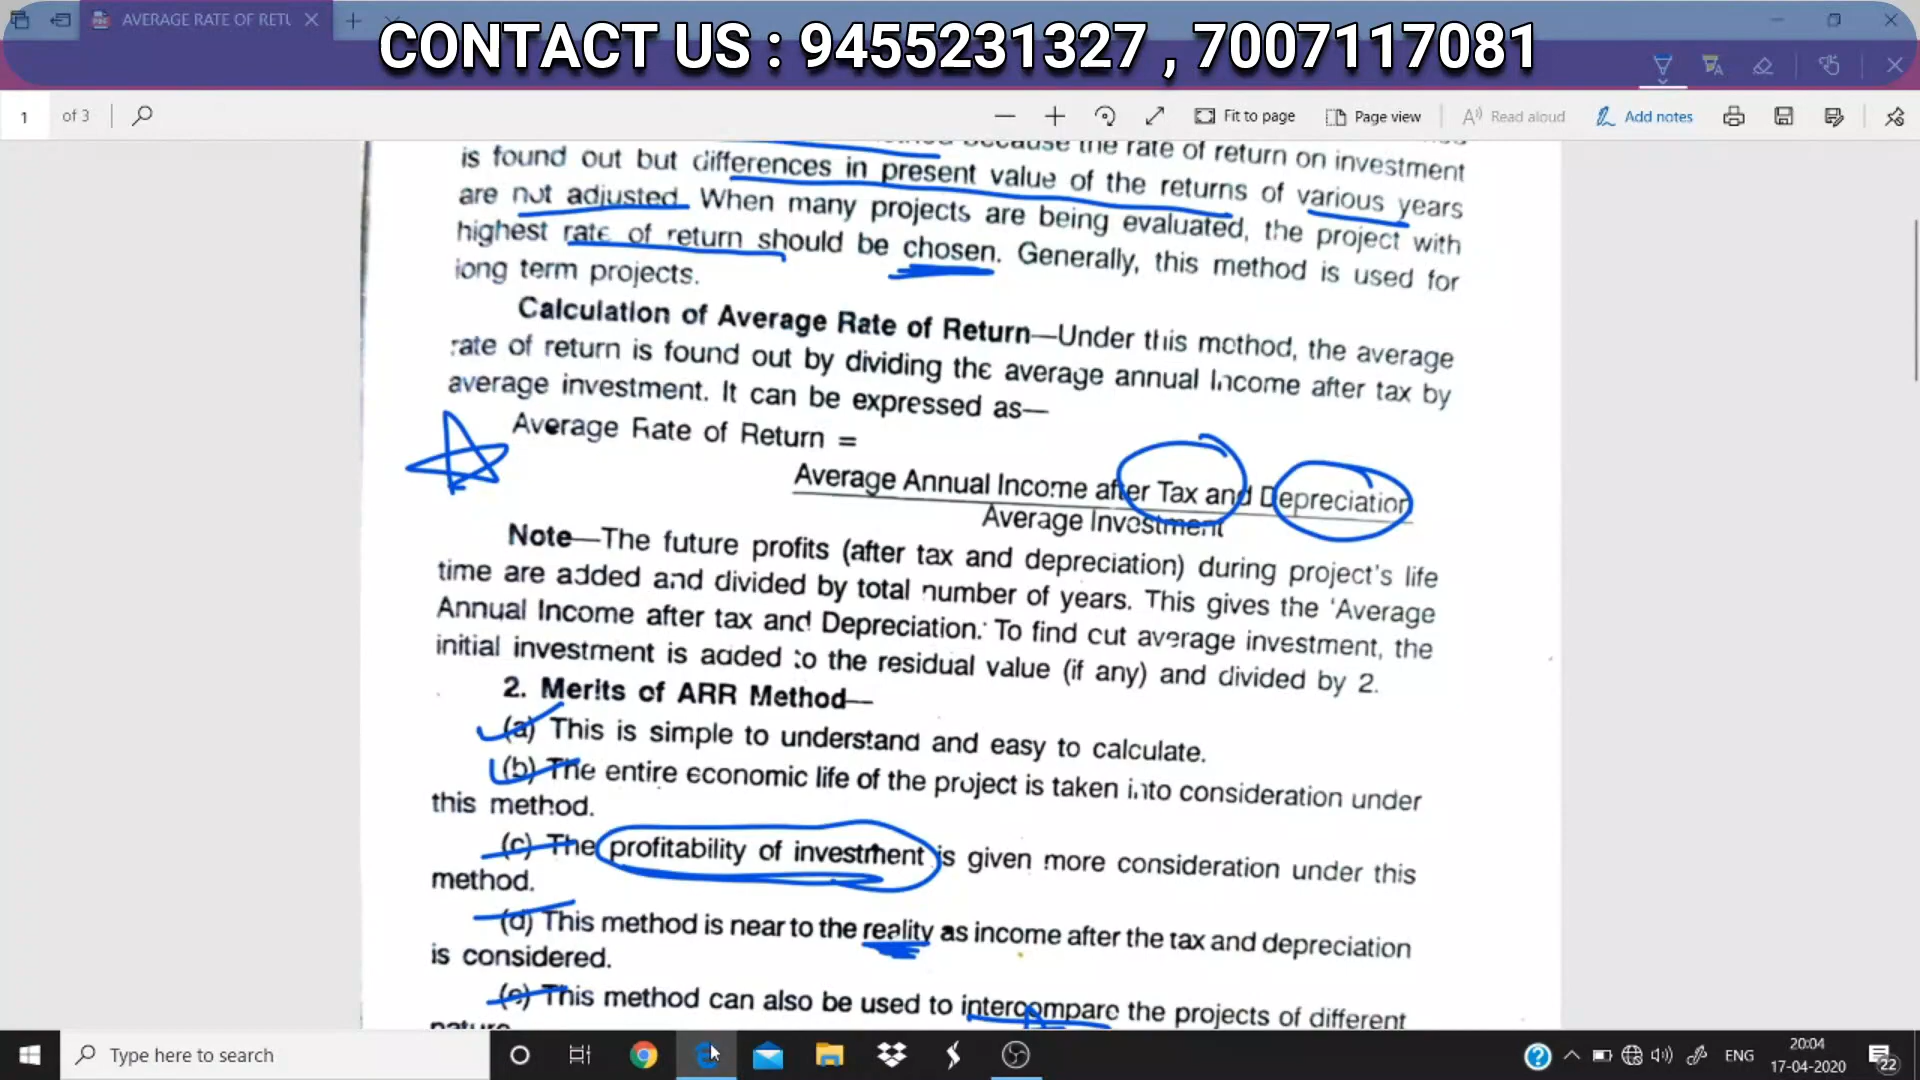 AVERAGE RATE OF RETU
CONTACT US : 9455231327 , 7007117081
1 of 3 Fit to page Page view Read aloud Add notes
because the rate of return on investment
is found out but differences in present value of the returns of various years
are not adjusted. When many projects are being evaluated, the project with
highest rate of return should be chosen. Generally, this method is used for
long term projects.
Calculation of Average Rate of Return—Under this method, the average
rate of return is found out by dividing the average annual Income after tax by
average investment. It can be expressed as—
Average Rate of Return =
Average Annual Income after Tax and Depreciation
Average Investment
Note—The future profits (after tax and depreciation) during project's life
time are added and divided by total number of years. This gives the 'Average
Annual Income after tax and Depreciation.' To find out average investment, the
initial investment is added to the residual value (if any) and divided by 2.
2. Merits of ARR Method—
(a) This is simple to understand and easy to calculate.
(b) The entire economic life of the project is taken into consideration under
this method.
(c) The profitability of investment is given more consideration under this
method.
(d) This method is near to the reality as income after the tax and depreciation
is considered.
(e) This method can also be used to intercompare the projects of different
nature
Type here to search
ENG
20:04
17-04-2020
22